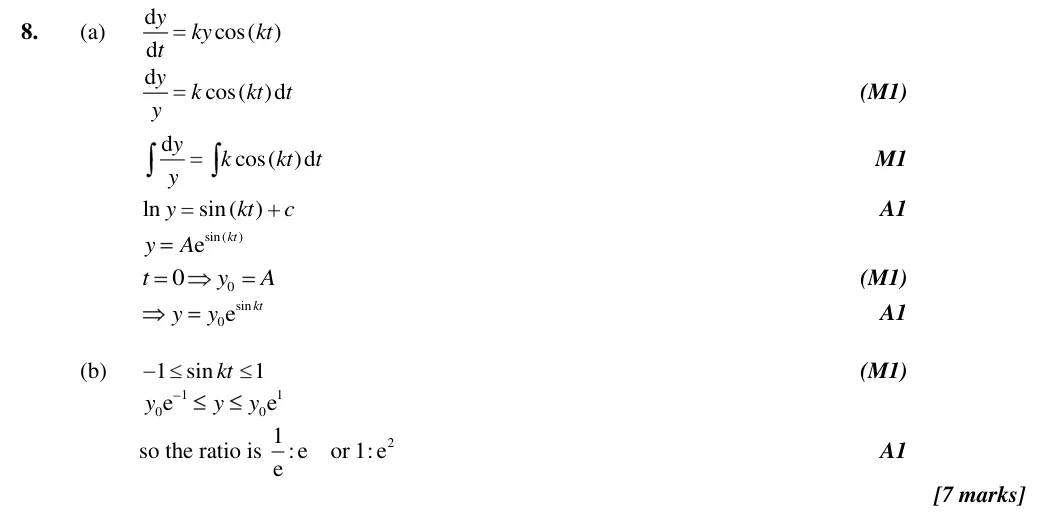 8. (a) dy/dt = ky cos(kt)
dy/y = k cos(kt)dt (M1)
∫ dy/y = ∫ k cos(kt)dt M1
ln y = sin(kt) + c A1
y = Ae^sin(kt)
t = 0 ⇒ y₀ = A (M1)
⇒ y = y₀e^sin kt A1
(b) −1 ≤ sin kt ≤ 1 (M1)
y₀e⁻¹ ≤ y ≤ y₀e¹
so the ratio is 1/e : e or 1 : e² A1
[7 marks]